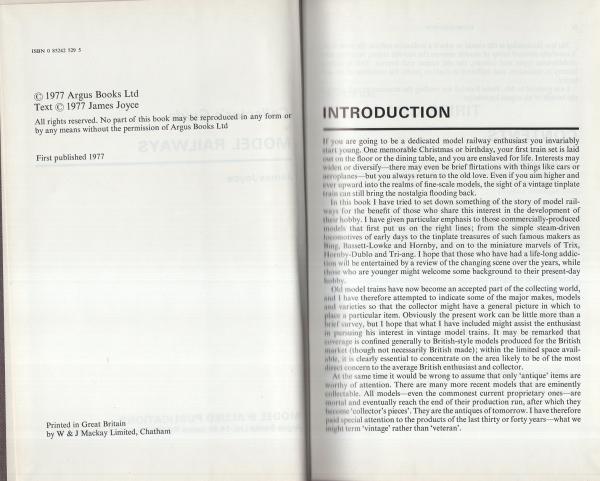 ISBN 0 85242 529 5
© 1977 Argus Books Ltd
Text © 1977 James Joyce
All rights reserved. No part of this book may be reproduced in any form or
by any means without the permission of Argus Books Ltd
First published 1977
Printed in Great Britain
by W & J Mackay Limited, Chatham
INTRODUCTION
If you are going to be a dedicated model railway enthusiast you invariably
start young. One memorable Christmas or birthday, your first train set is laid
out on the floor or the dining table, and you are enslaved for life. Interests may
widen or diversify—there may even be brief flirtations with things like cars or
aeroplanes—but you always return to the old love. Even if you aim higher and
ever upward into the realms of fine-scale models, the sight of a vintage tinplate
train can still bring the nostalgia flooding back.
In this book I have tried to set down something of the story of model rail-
ways for the benefit of those who share this interest in the development of
their hobby. I have given particular emphasis to those commercially-produced
models that first put us on the right lines; from the simple steam-driven
locomotives of early days to the tinplate treasures of such famous makers as
Bing, Bassett-Lowke and Hornby, and on to the miniature marvels of Trix,
Hornby-Dublo and Tri-ang. I hope that those who have had a life-long addic-
tion will be entertained by a review of the changing scene over the years, while
those who are younger might welcome some background to their present-day
hobby.
Old model trains have now become an accepted part of the collecting world,
and I have therefore attempted to indicate some of the major makes, models
and varieties so that the collector might have a general picture in which to
place a particular item. Obviously the present work can be little more than a
brief survey, but I hope that what I have included might assist the enthusiast
in pursuing his interest in vintage model trains. It may be remarked that
coverage is confined generally to British-style models produced for the British
market (though not necessarily British made); within the limited space avail-
able, it is clearly essential to concentrate on the area likely to be of the most
direct concern to the average British enthusiast and collector.
At the same time it would be wrong to assume that only 'antique' items are
worthy of attention. There are many more recent models that are eminently
collectable. All models—even the commonest current proprietary ones—are
mortal and eventually reach the end of their production run, after which they
become 'collector's pieces'. They are the antiques of tomorrow. I have therefore
paid special attention to the products of the last thirty or forty years—what we
might term 'vintage' rather than 'veteran'.